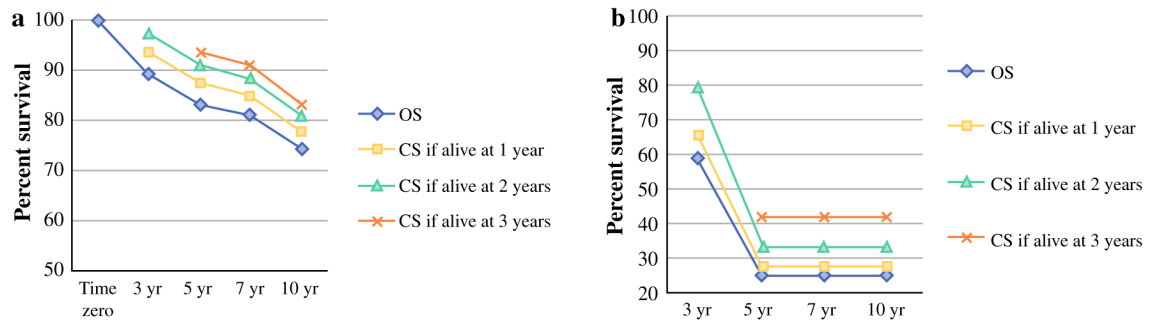 a
Percent survival
100
90
80
70
60
50
Time zero
3 yr
5 yr
7 yr
10 yr
OS
CS if alive at 1 year
CS if alive at 2 years
CS if alive at 3 years
b
Percent survival
100
90
80
70
60
50
40
30
20
3 yr
5 yr
7 yr
10 yr
OS
CS if alive at 1 year
CS if alive at 2 years
CS if alive at 3 years